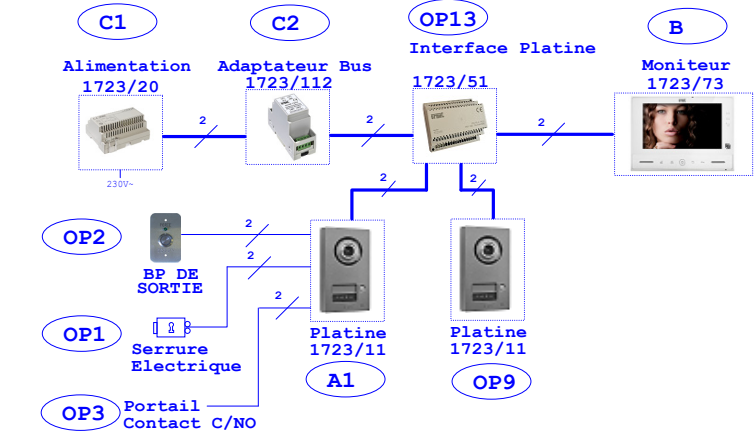 C1
C2
OP13
B
Interface Platine
Alimentation
1723/20
Adaptateur Bus
1723/112
1723/51
Moniteur
1723/73
2
2
2
230V~
2
2
OP2
2
BP DE
SORTIE
2
2
OP1
Serrure
Electrique
Platine
1723/11
Platine
1723/11
A1
OP9
OP3
Portail
Contact C/NO